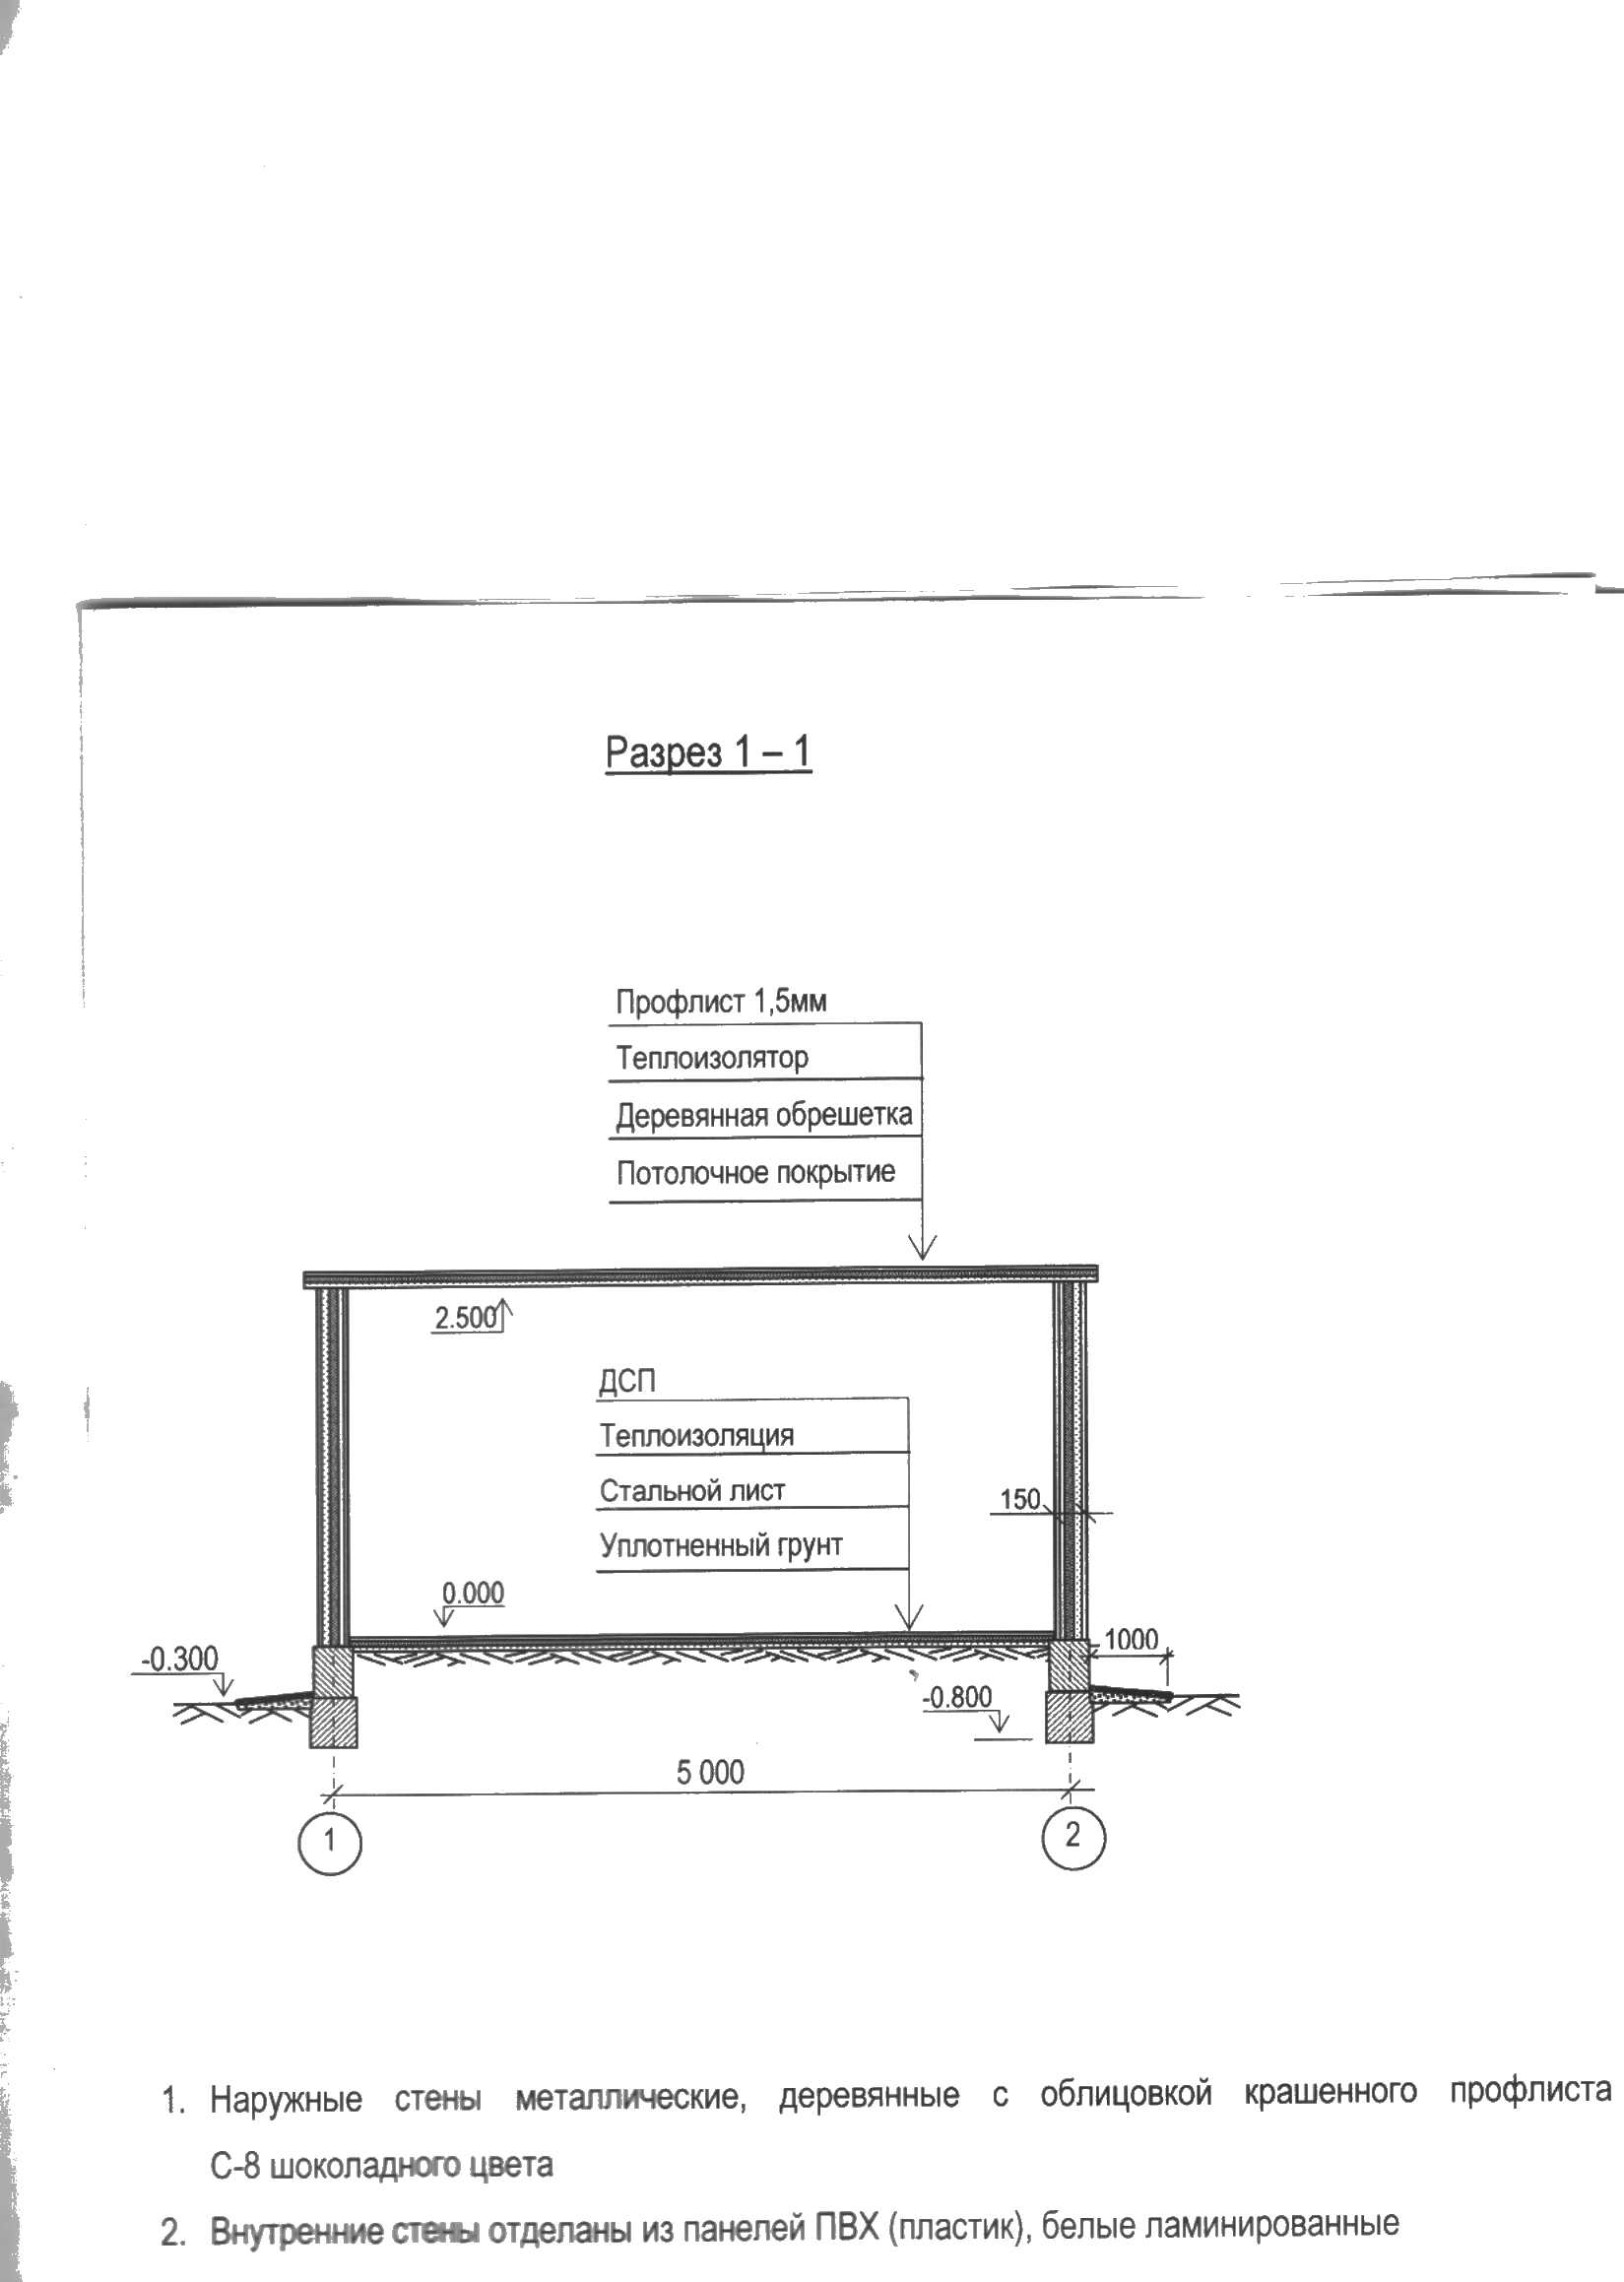 Разрез 1 – 1
Профлист 1,5мм
Теплоизолятор
Деревянная обрешетка
Потолочное покрытие
2.500
ДСП
Теплоизоляция
Стальной лист
150
Уплотненный грунт
0.000
1000
-0.300
-0.800
5 000
1
2
1. Наружные стены металлические, деревянные с облицовкой крашенного профлиста
С-8 шоколадного цвета
2. Внутренние стены отделаны из панелей ПВХ (пластик), белые ламинированные